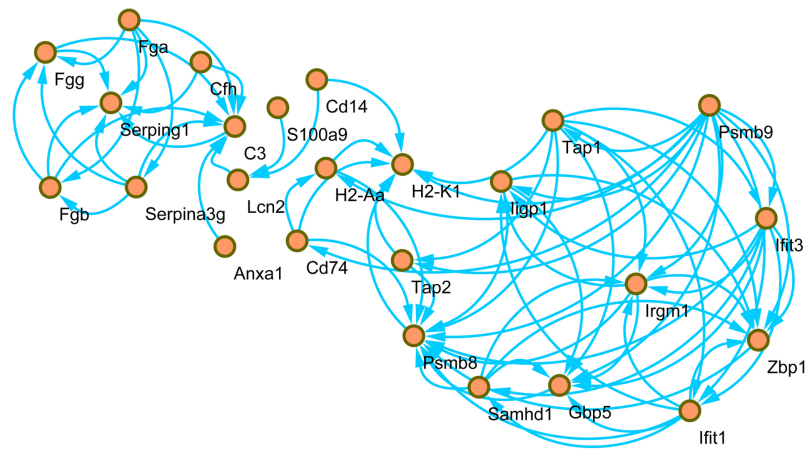 Fga
Fgg
Cfh
Cd14
Psmb9
S100a9
Serping1
Tap1
C3
H2-Aa
H2-K1
Iigp1
Lcn2
Fgb
Serpina3g
Ifit3
Anxa1
Cd74
Tap2
Irgm1
Psmb8
Zbp1
Samhd1
Gbp5
Ifit1